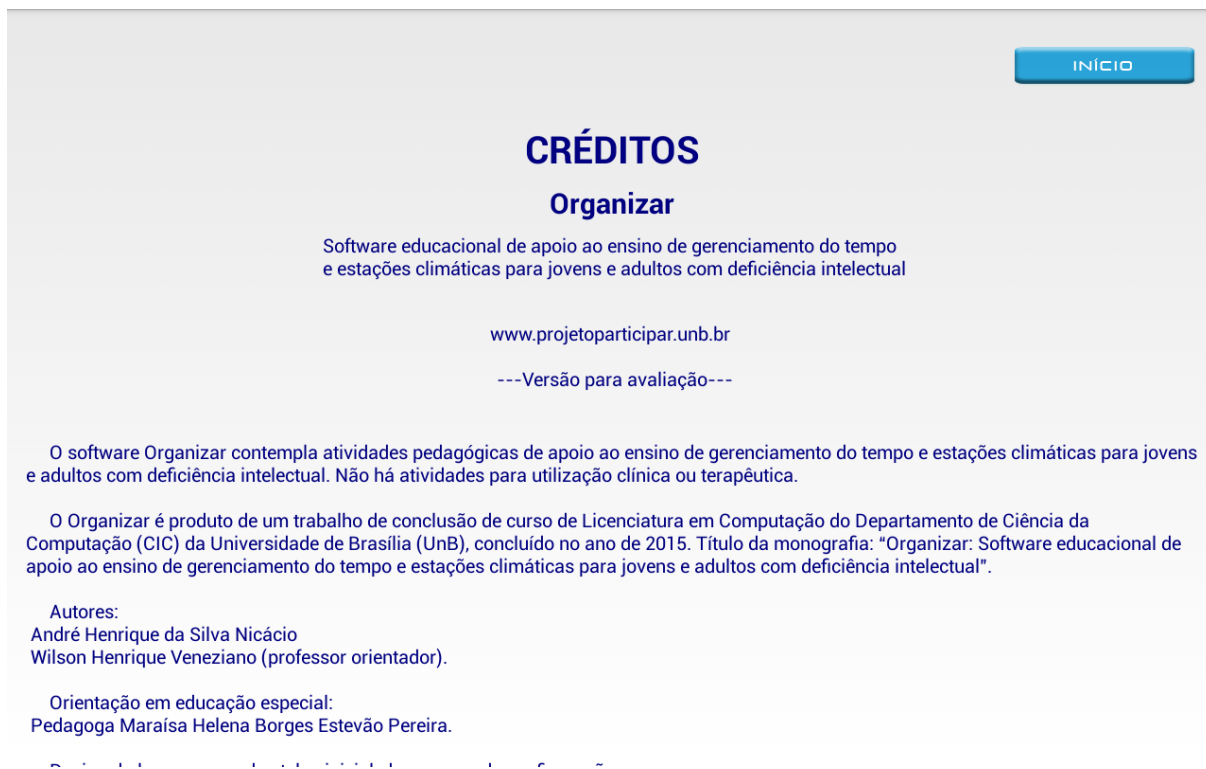 INÍCIO
CRÉDITOS
Organizar
Software educacional de apoio ao ensino de gerenciamento do tempo
e estações climáticas para jovens e adultos com deficiência intelectual
www.projetoparticipar.unb.br
---Versão para avaliação---
O software Organizar contempla atividades pedagógicas de apoio ao ensino de gerenciamento do tempo e estações climáticas para jovens
e adultos com deficiência intelectual. Não há atividades para utilização clínica ou terapêutica.
O Organizar é produto de um trabalho de conclusão de curso de Licenciatura em Computação do Departamento de Ciência da
Computação (CIC) da Universidade de Brasília (UnB), concluído no ano de 2015. Título da monografia: “Organizar: Software educacional de
apoio ao ensino de gerenciamento do tempo e estações climáticas para jovens e adultos com deficiência intelectual”.
Autores:
André Henrique da Silva Nicácio
Wilson Henrique Veneziano (professor orientador).
Orientação em educação especial:
Pedagoga Maraísa Helena Borges Estevão Pereira.